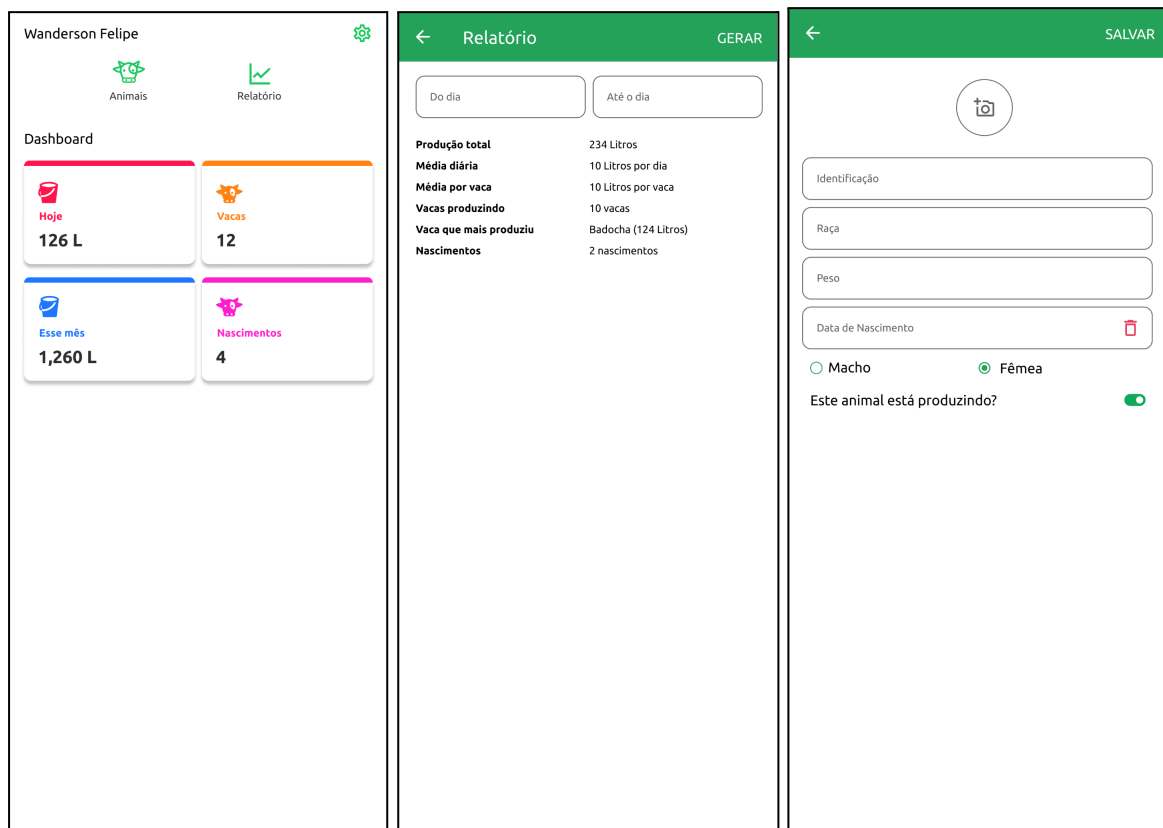 Wanderson Felipe
Animais
Relatório
Dashboard
Hoje
126 L
Vacas
12
Esse mês
1,260 L
Nascimentos
4
Relatório
GERAR
Do dia
Até o dia
Produção total 234 Litros
Média diária 10 Litros por dia
Média por vaca 10 Litros por vaca
Vacas produzindo 10 vacas
Vaca que mais produziu Badocha (124 Litros)
Nascimentos 2 nascimentos
SALVAR
Identificação
Raça
Peso
Data de Nascimento
Macho
Fêmea
Este animal está produzindo?